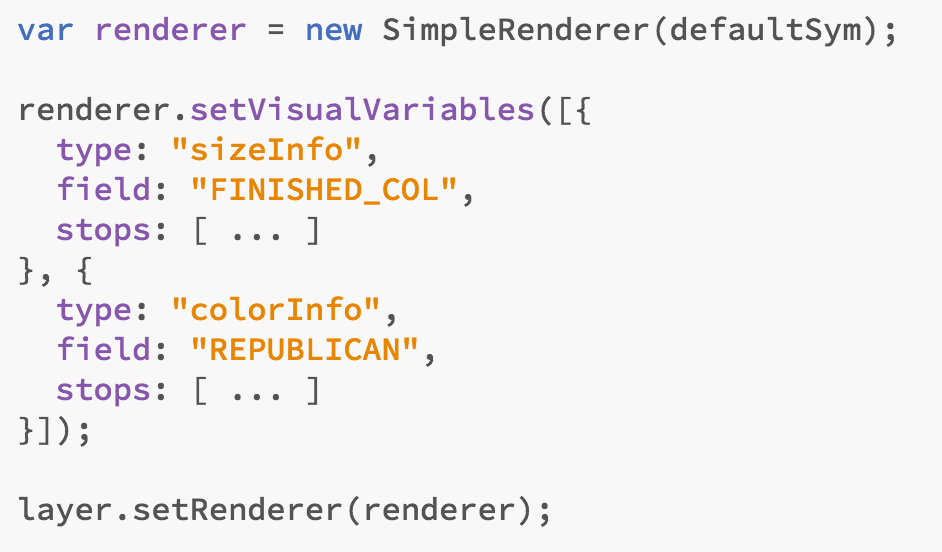 var renderer = new SimpleRenderer(defaultSym);

renderer.setVisualVariables([{
  type: "sizeInfo",
  field: "FINISHED_COL",
  stops: [ ... ]
}, {
  type: "colorInfo",
  field: "REPUBLICAN",
  stops: [ ... ]
}]);

layer.setRenderer(renderer);